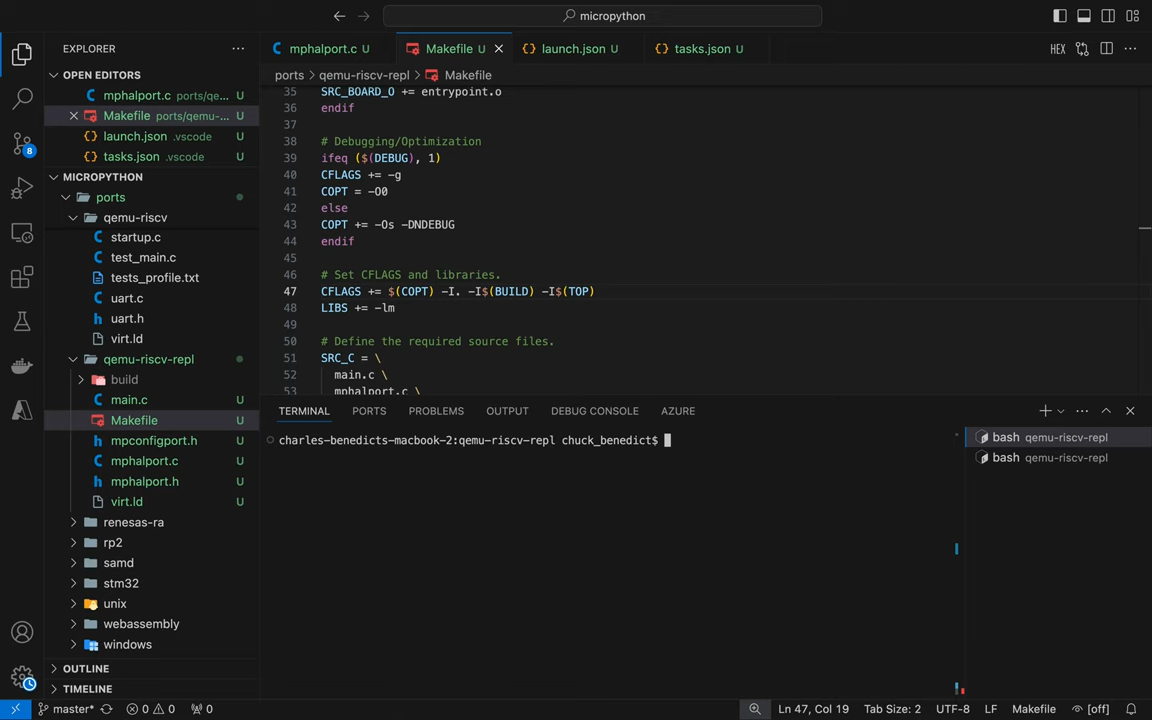 micropython
EXPLORER
OPEN EDITORS
mphalport.c ports/qe... U
Makefile ports/qemu-... U
launch.json .vscode U
tasks.json .vscode U
MICROPYTHON
ports
qemu-riscv
startup.c
test_main.c
tests_profile.txt
uart.c
uart.h
virt.ld
qemu-riscv-repl
build
main.c U
Makefile U
mpconfigport.h U
mphalport.c U
mphalport.h U
virt.ld U
renesas-ra
rp2
samd
stm32
unix
webassembly
windows
OUTLINE
TIMELINE
8
mphalport.c U
Makefile U
launch.json U
tasks.json U
HEX
ports > qemu-riscv-repl > Makefile
35 SRC_BOARD_O += entrypoint.o
36 endif
37
38 # Debugging/Optimization
39 ifeq ($(DEBUG), 1)
40 CFLAGS += -g
41 COPT = -O0
42 else
43 COPT += -Os -DNDEBUG
44 endif
45
46 # Set CFLAGS and libraries.
47 CFLAGS += $(COPT) -I. -I$(BUILD) -I$(TOP)
48 LIBS += -lm
49
50 # Define the required source files.
51 SRC_C = \
52 main.c \
53 mphalport.c \
TERMINAL PORTS PROBLEMS OUTPUT DEBUG CONSOLE AZURE
charles-benedicts-macbook-2:qemu-riscv-repl chuck_benedict$
bash qemu-riscv-repl
bash qemu-riscv-repl
master* 0 0 0 Ln 47, Col 19 Tab Size: 2 UTF-8 LF Makefile [off]